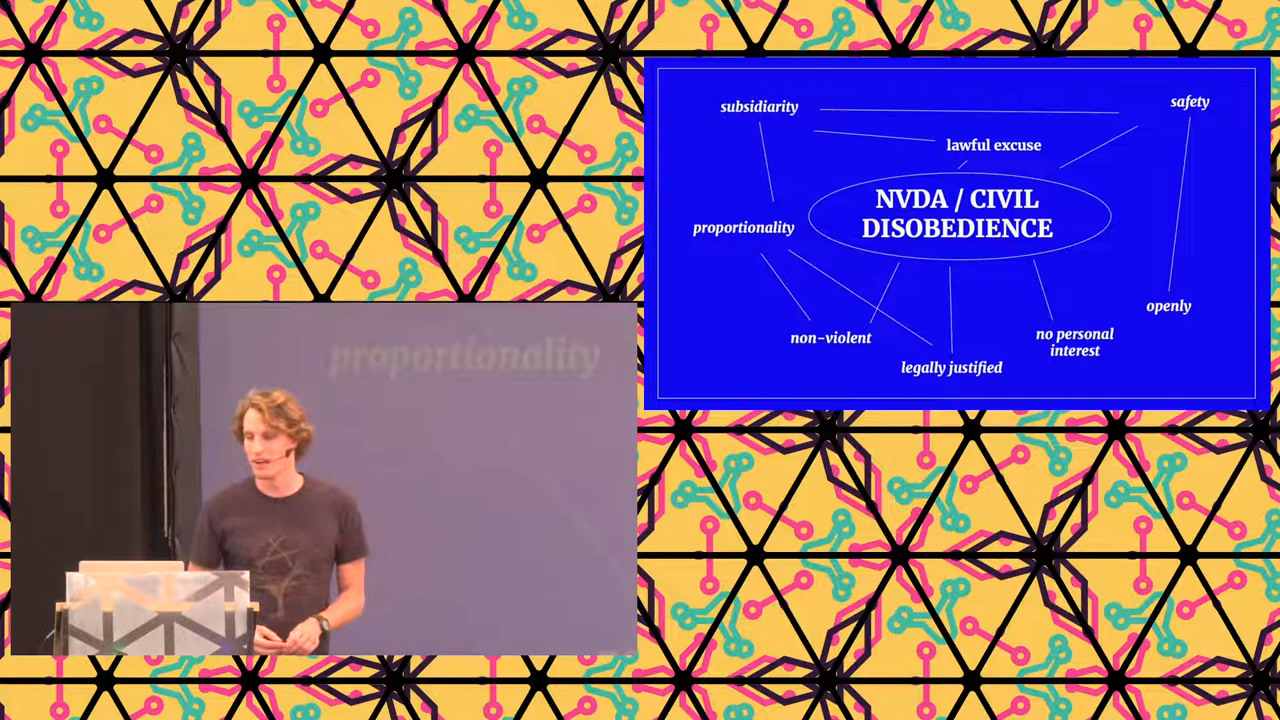 subsidiarity
safety
lawful excuse
NVDA / CIVIL
DISOBEDIENCE
proportionality
openly
non-violent
no personal
interest
legally justified
proportionality